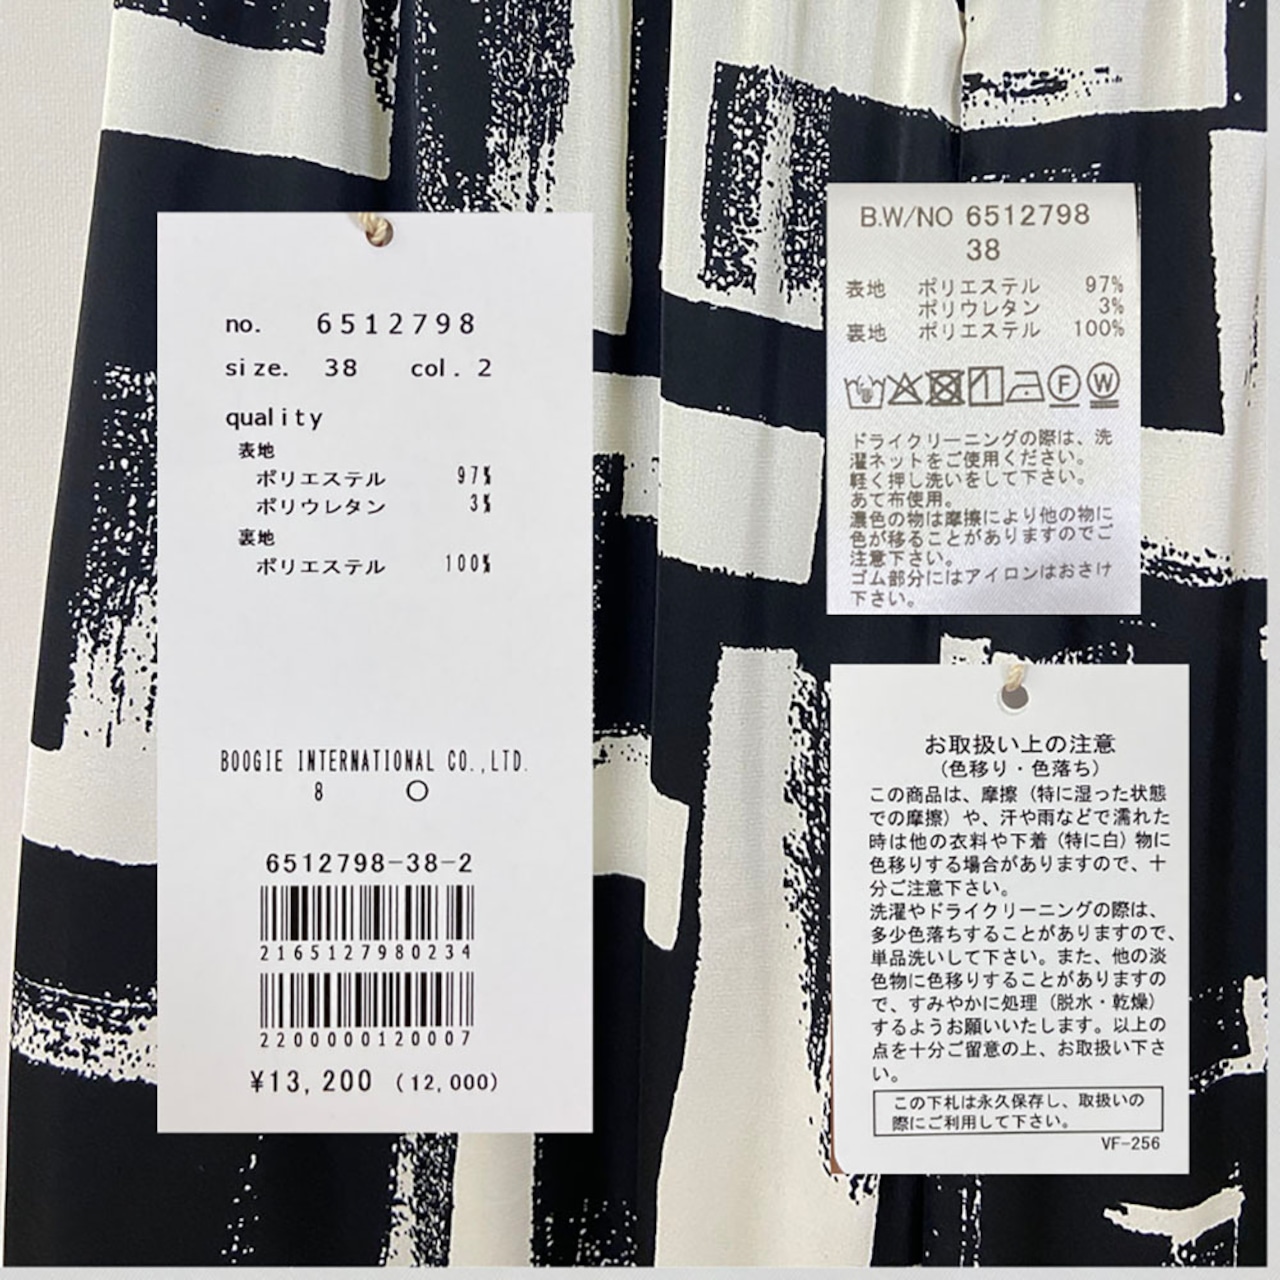 no. 6512798
size. 38 col. 2
quality
表地
ポリエステル 97%
ポリウレタン 3%
裏地
ポリエステル 100%
BOOGIE INTERNATIONAL CO.,LTD.
8 〇
6512798-38-2
2165127980234
2200000120007
¥13,200 (12,000)
B.W/NO 6512798
38
表地 ポリエステル 97%
ポリウレタン 3%
裏地 ポリエステル 100%
F W
ドライクリーニングの際は、洗
濯ネットをご使用ください。
軽く押し洗いをして下さい。
あて布使用。
濃色の物は摩擦により他の物に
色が移ることがありますのでご
注意下さい。
ゴム部分にはアイロンはおさけ
下さい。
お取扱い上の注意
(色移り・色落ち)
この商品は、摩擦(特に湿った状態
での摩擦)や、汗や雨などで濡れた
時は他の衣料や下着(特に白)物に
色移りする場合がありますので、十
分ご注意下さい。
洗濯やドライクリーニングの際は、
多少色落ちすることがありますので、
単品洗いして下さい。また、他の淡
色物に色移りすることがありますの
で、すみやかに処理(脱水・乾燥)
するようお願いいたします。以上の
点を十分ご留意の上、お取扱い下さ
い。
この下札は永久保存し、取扱いの
際にご利用して下さい。
VF-256